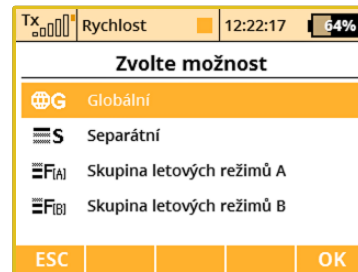 Tx Rychlost 12:22:17 64%
Zvolte možnost
G Globální
S Separátní
F[A] Skupina letových režimů A
F[B] Skupina letových režimů B
ESC OK